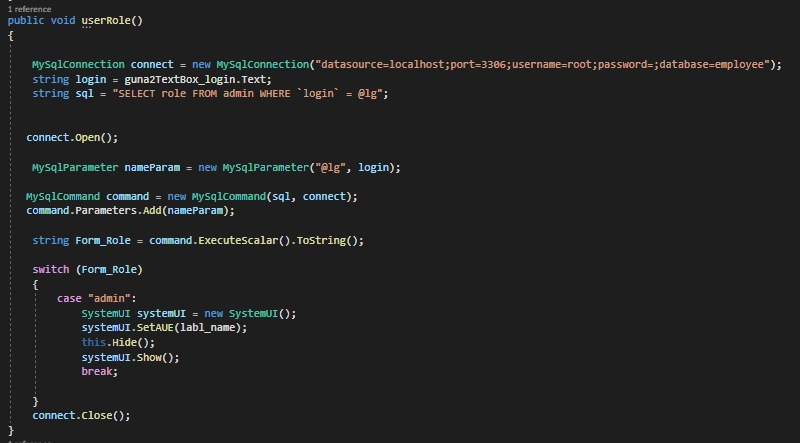 1 reference
public void userRole()
{
MySqlConnection connect = new MySqlConnection("datasource=localhost;port=3306;username=root;password=;database=employee");
string login = guna2TextBox_login.Text;
string sql = "SELECT role FROM admin WHERE `login` = @lg";
connect.Open();
MySqlParameter nameParam = new MySqlParameter("@lg", login);
MySqlCommand command = new MySqlCommand(sql, connect);
command.Parameters.Add(nameParam);
string Form_Role = command.ExecuteScalar().ToString();
switch (Form_Role)
{
case "admin":
SystemUI systemUI = new SystemUI();
systemUI.SetAUE(labl_name);
this.Hide();
systemUI.Show();
break;
}
connect.Close();
}